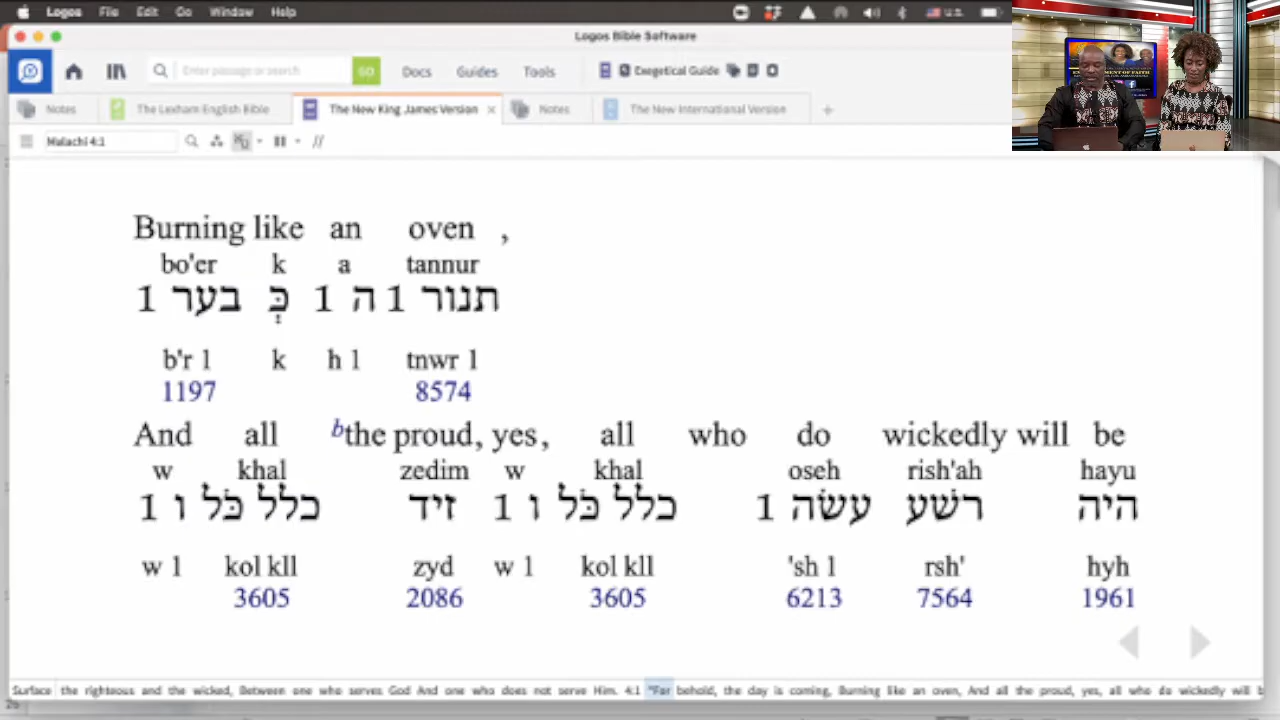 Logos File Edit Go Window Help
Logos Bible Software
Enter passage or search GO Docs Guides Tools Exegetical Guide
Notes The Lexham English Bible The New King James Version × Notes The New International Version +
Malachi 4:1
Burning like an oven ,
bo'er k a tannur
בער 1 כְּ ה 1 תנור 1
b'r 1 k h 1 tnwr 1
1197 8574
And all b the proud, yes, all who do wickedly will be
w khal zedim w khal oseh rish'ah hayu
ו 1 כלל כֹּל זיד ו 1 כלל כֹּל עשׂה 1 רשׁע היה
w 1 kol kll zyd w 1 kol kll 'sh 1 rsh' hyh
3605 2086 3605 6213 7564 1961
Surface the righteous and the wicked, Between one who serves God And one who does not serve Him. 4:1 "For behold, the day is coming, Burning like an oven, And all the proud, yes, all who do wickedly will b